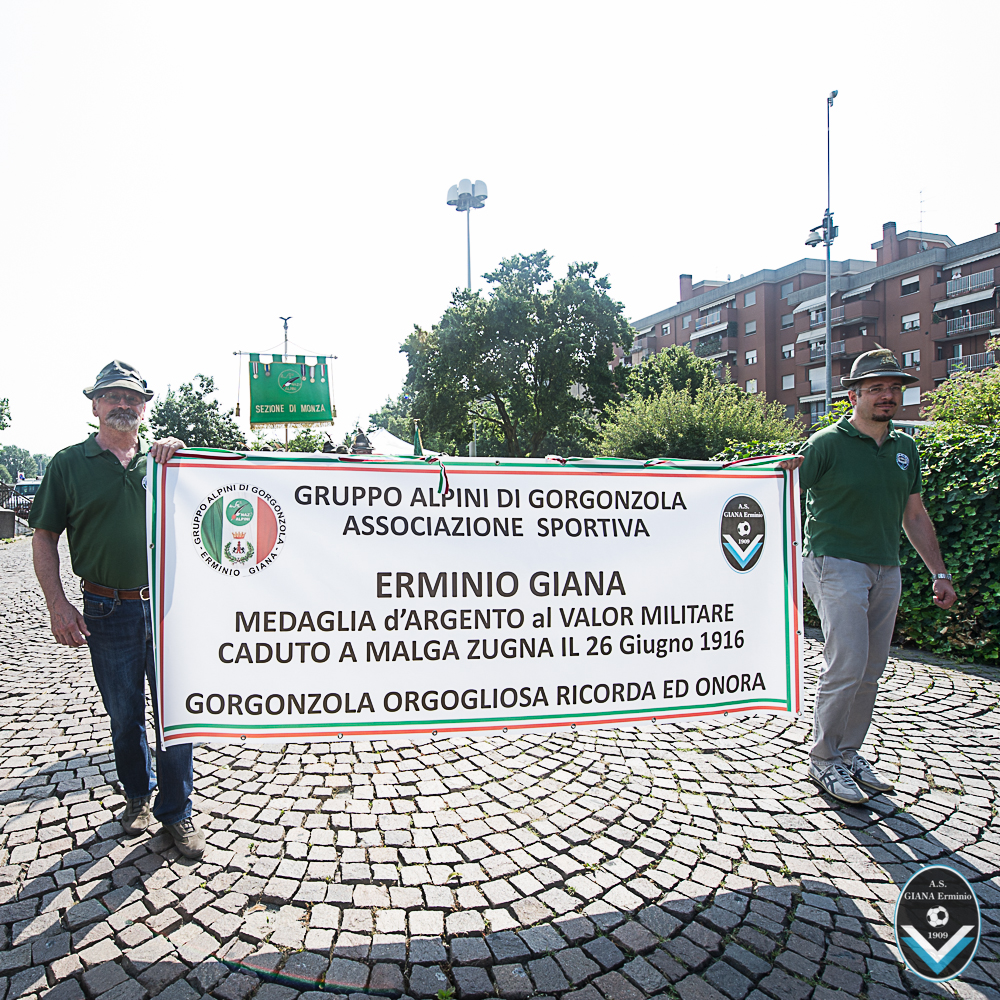 SEZIONE DI MONZA
GRUPPO ALPINI DI GORGONZOLA
ASSOCIAZIONE SPORTIVA
ERMINIO GIANA
MEDAGLIA d'ARGENTO al VALOR MILITARE
CADUTO A MALGA ZUGNA IL 26 Giugno 1916
GORGONZOLA ORGOGLIOSA RICORDA ED ONORA
GRUPPO ALPINI DI GORGONZOLA
- ERMINIO GIANA -
A.S.
GIANA Erminio
1909
A.S.
GIANA Erminio
1909